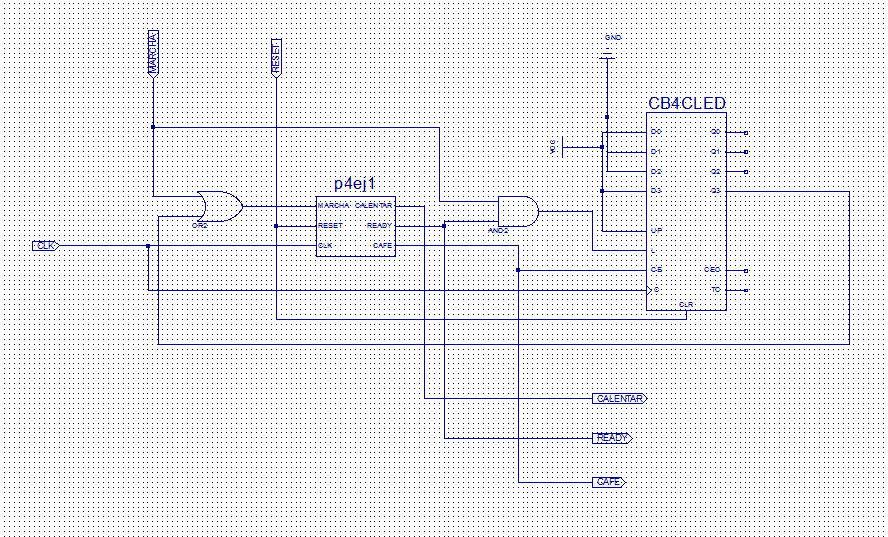 MARCHA
RESET
GND
CB4CLED
VCC
D0
Q0
D1
Q1
D2
Q2
D3
Q3
p4ej1
MARCHA
CALENTAR
OR2
RESET
READY
AND2
UP
CLK
CLK
CAFE
L
CE
CEO
C
TC
CLR
CALENTAR
READY
CAFE